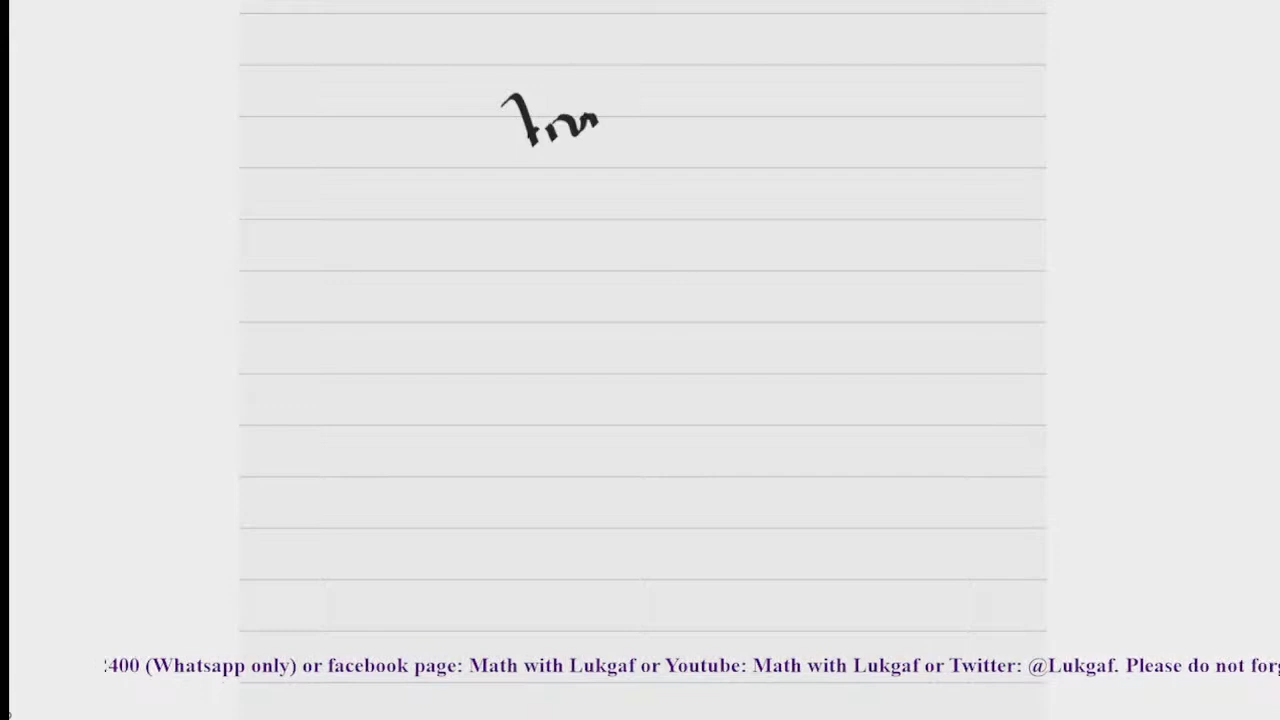 400 (Whatsapp only) or facebook page: Math with Lukgaf or Youtube: Math with Lukgaf or Twitter: @Lukgaf. Please do not forg